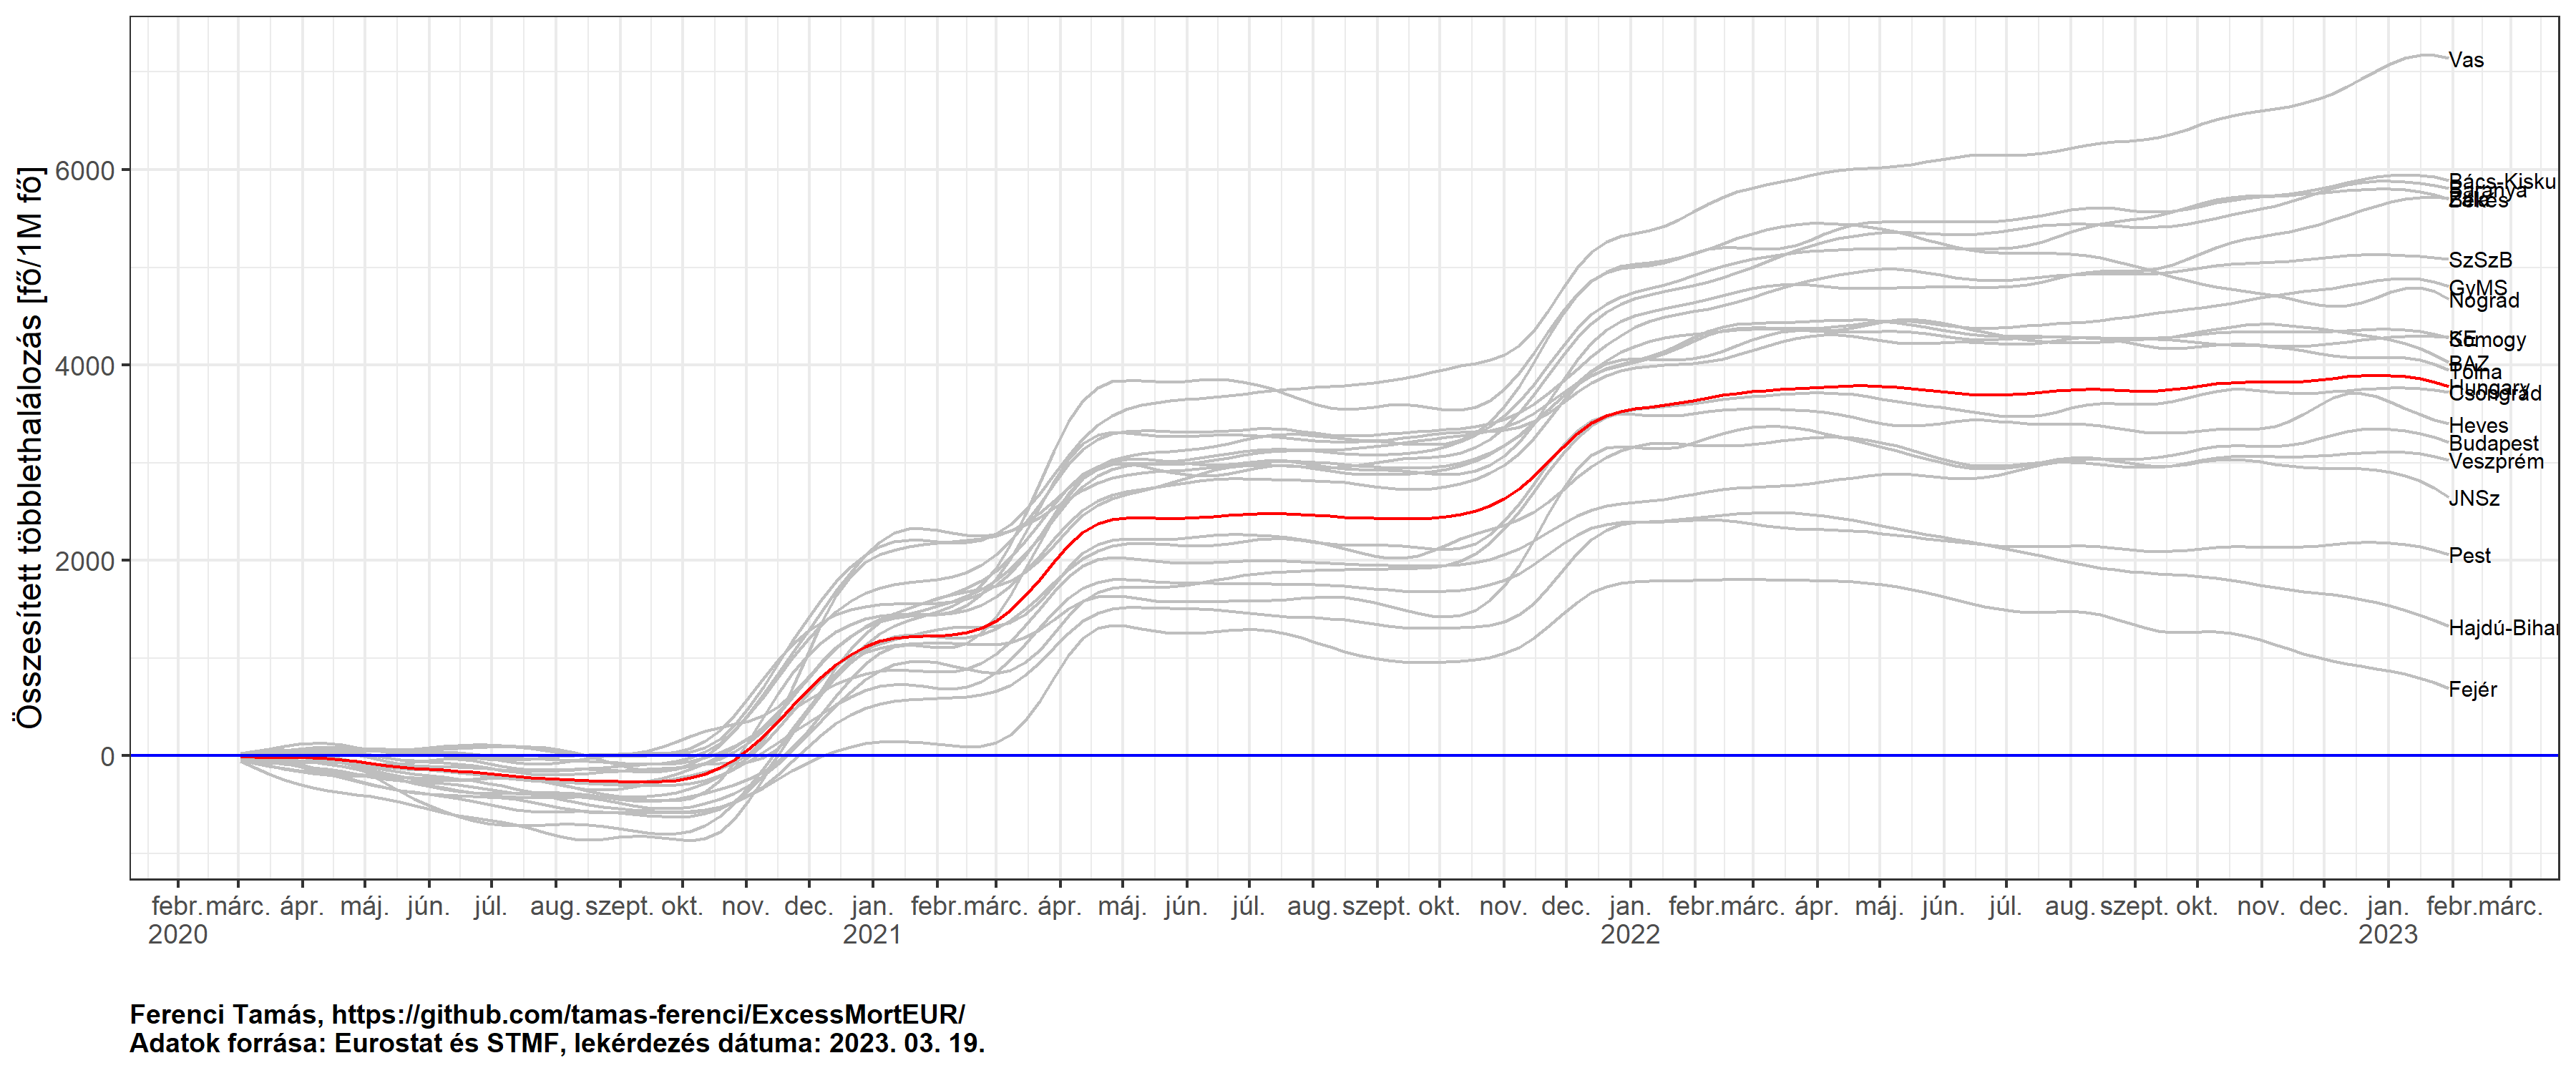 Összesített többlethalálozás [fő/1M fő]
6000
4000
2000
0
Vas
Bács-Kisku
Baranya
SzSzB
GyMS
Nógrád
KE
Somogy
BAZ
Tolna
Hungary
Csongrád
Heves
Budapest
Veszprém
JNSz
Pest
Hajdú-Bihar
Fejér
febr. márc. ápr. máj. jún. júl. aug. szept. okt. nov. dec. jan. febr. márc. ápr. máj. jún. júl. aug. szept. okt. nov. dec. jan. febr. márc. ápr. máj. jún. júl. aug. szept. okt. nov. dec. jan. febr. márc.
2020 2021 2022 2023
Ferenci Tamás, https://github.com/tamas-ferenci/ExcessMortEUR/
Adatok forrása: Eurostat és STMF, lekérdezés dátuma: 2023. 03. 19.